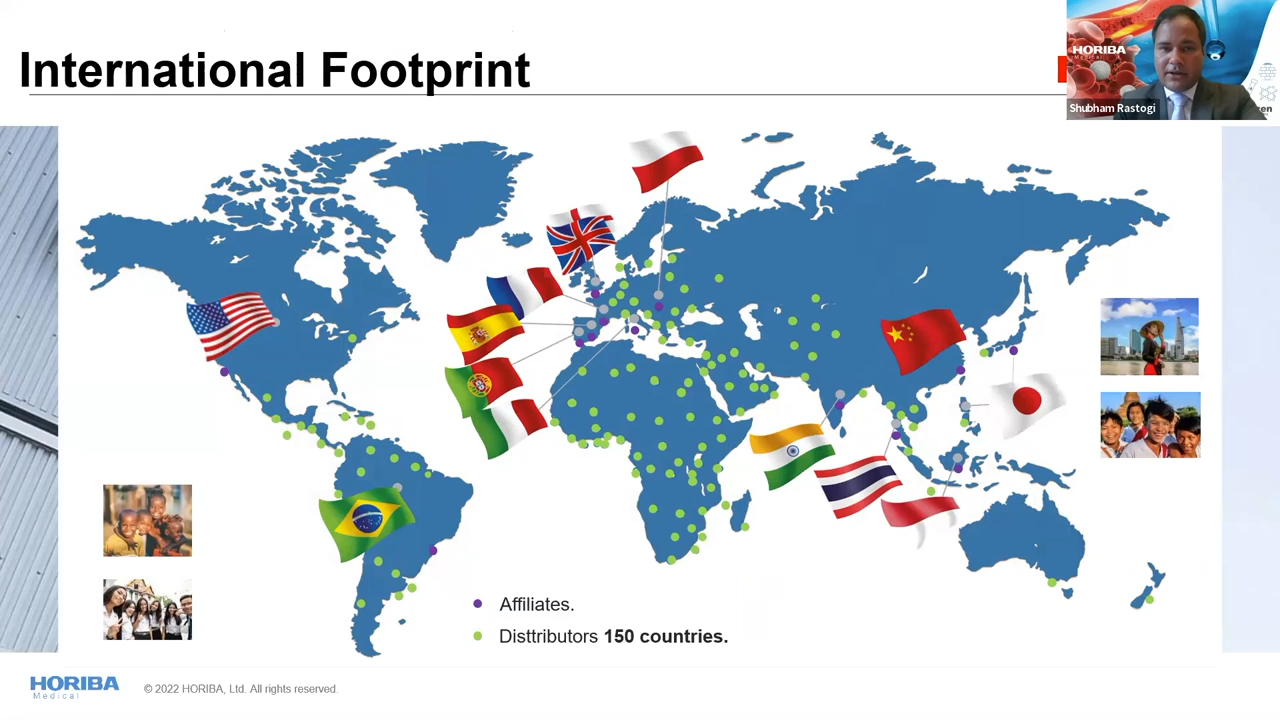 International Footprint
HORIBA
Medical
Shubham Rastogi
Affiliates.
Disttributors 150 countries.
HORIBA
Medical
© 2022 HORIBA, Ltd. All rights reserved.